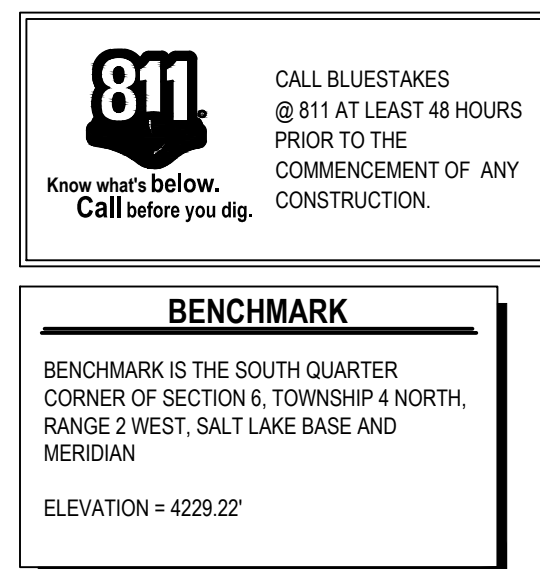 811
Know what's below.
Call before you dig.
CALL BLUESTAKES
@ 811 AT LEAST 48 HOURS
PRIOR TO THE
COMMENCEMENT OF ANY
CONSTRUCTION.
BENCHMARK
BENCHMARK IS THE SOUTH QUARTER
CORNER OF SECTION 6, TOWNSHIP 4 NORTH,
RANGE 2 WEST, SALT LAKE BASE AND
MERIDIAN
ELEVATION = 4229.22'